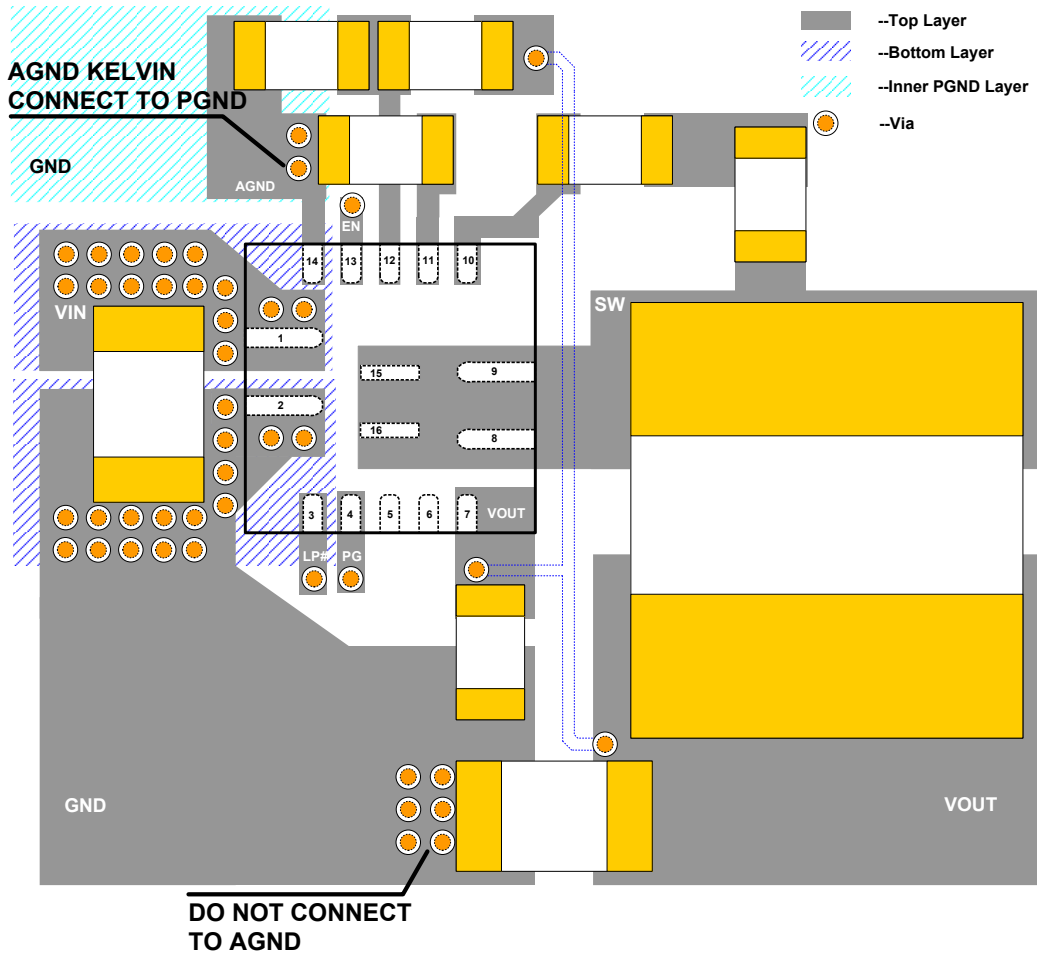 --Top Layer
--Bottom Layer
--Inner PGND Layer
--Via
AGND KELVIN
CONNECT TO PGND
GND
AGND
EN
14 13 12 11 10
VIN
SW
1
15 9
2
16 8
3 4 5 6 7 VOUT
LP# PG
GND
VOUT
DO NOT CONNECT
TO AGND